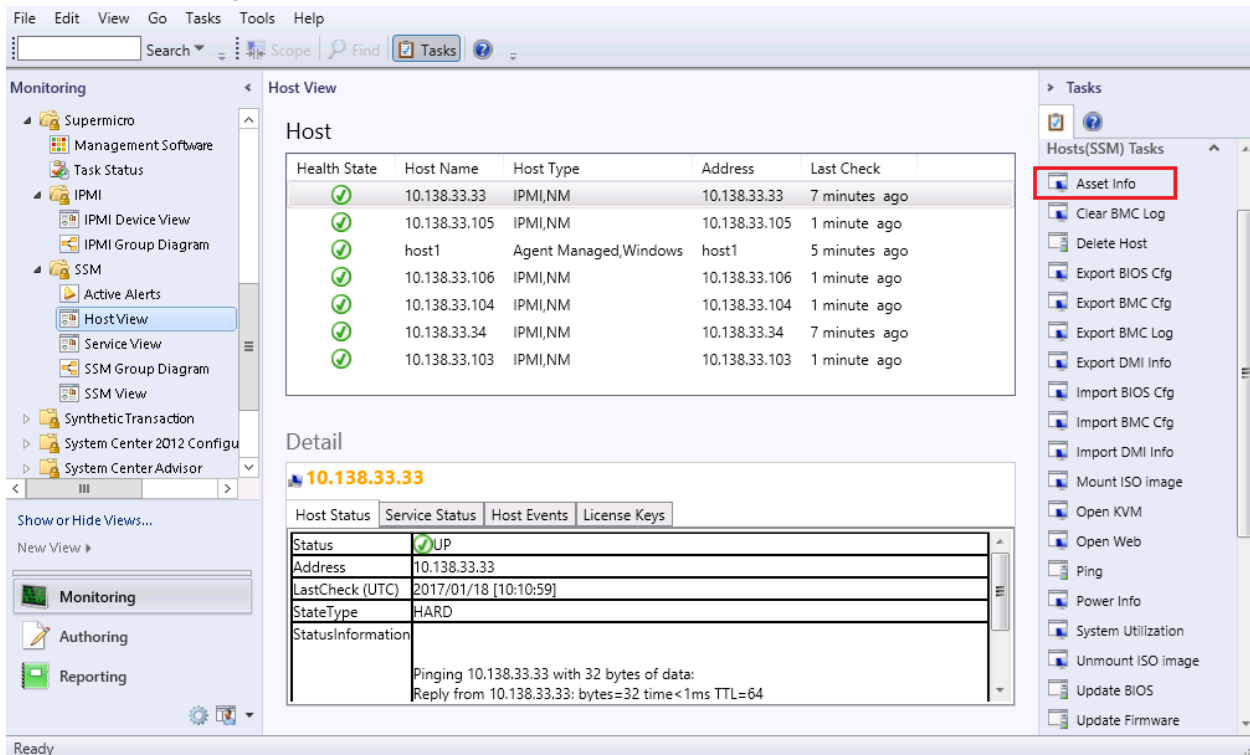 File Edit View Go Tasks Tools Help
Search Scope Find Tasks
Monitoring
Supermicro
Management Software
Task Status
IPMI
IPMI Device View
IPMI Group Diagram
SSM
Active Alerts
Host View
Service View
SSM Group Diagram
SSM View
Synthetic Transaction
System Center 2012 Configu
System Center Advisor
Show or Hide Views...
New View
Monitoring
Authoring
Reporting
Host View
Host
Health State Host Name Host Type Address Last Check
10.138.33.33 IPMI,NM 10.138.33.33 7 minutes ago
10.138.33.105 IPMI,NM 10.138.33.105 1 minute ago
host1 Agent Managed,Windows host1 5 minutes ago
10.138.33.106 IPMI,NM 10.138.33.106 1 minute ago
10.138.33.104 IPMI,NM 10.138.33.104 1 minute ago
10.138.33.34 IPMI,NM 10.138.33.34 7 minutes ago
10.138.33.103 IPMI,NM 10.138.33.103 1 minute ago
Detail
10.138.33.33
Host Status Service Status Host Events License Keys
Status UP
Address 10.138.33.33
LastCheck (UTC) 2017/01/18 [10:10:59]
StateType HARD
StatusInformation
Pinging 10.138.33.33 with 32 bytes of data:
Reply from 10.138.33.33: bytes=32 time<1ms TTL=64
Tasks
Hosts(SSM) Tasks
Asset Info
Clear BMC Log
Delete Host
Export BIOS Cfg
Export BMC Cfg
Export BMC Log
Export DMI Info
Import BIOS Cfg
Import BMC Cfg
Import DMI Info
Mount ISO image
Open KVM
Open Web
Ping
Power Info
System Utilization
Unmount ISO image
Update BIOS
Update Firmware
Ready